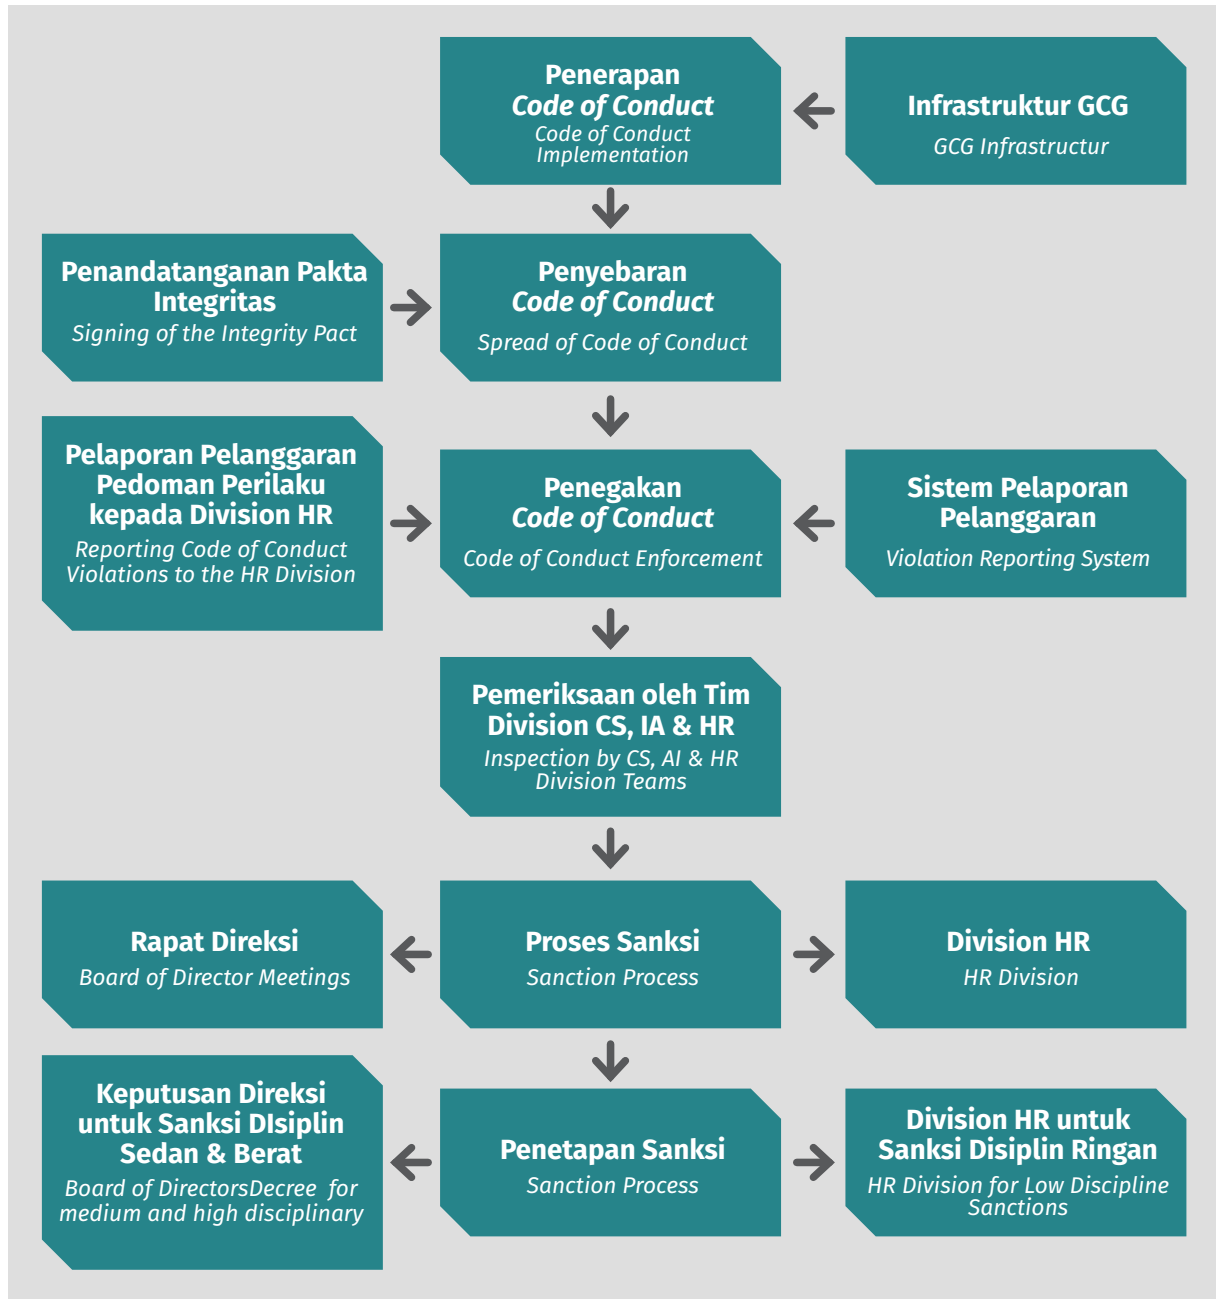 Penerapan
Code of Conduct
Code of Conduct
Implementation
Infrastruktur GCG
GCG Infrastructur
Penandatanganan Pakta
Integritas
Signing of the Integrity Pact
Penyebaran
Code of Conduct
Spread of Code of Conduct
Pelaporan Pelanggaran
Pedoman Perilaku
kepada Division HR
Reporting Code of Conduct
Violations to the HR Division
Penegakan
Code of Conduct
Code of Conduct Enforcement
Sistem Pelaporan
Pelanggaran
Violation Reporting System
Pemeriksaan oleh Tim
Division CS, IA & HR
Inspection by CS, AI & HR
Division Teams
Rapat Direksi
Board of Director Meetings
Proses Sanksi
Sanction Process
Division HR
HR Division
Keputusan Direksi
untuk Sanksi DIsiplin
Sedan & Berat
Board of DirectorsDecree for
medium and high disciplinary
Penetapan Sanksi
Sanction Process
Division HR untuk
Sanksi Disiplin Ringan
HR Division for Low Discipline
Sanctions